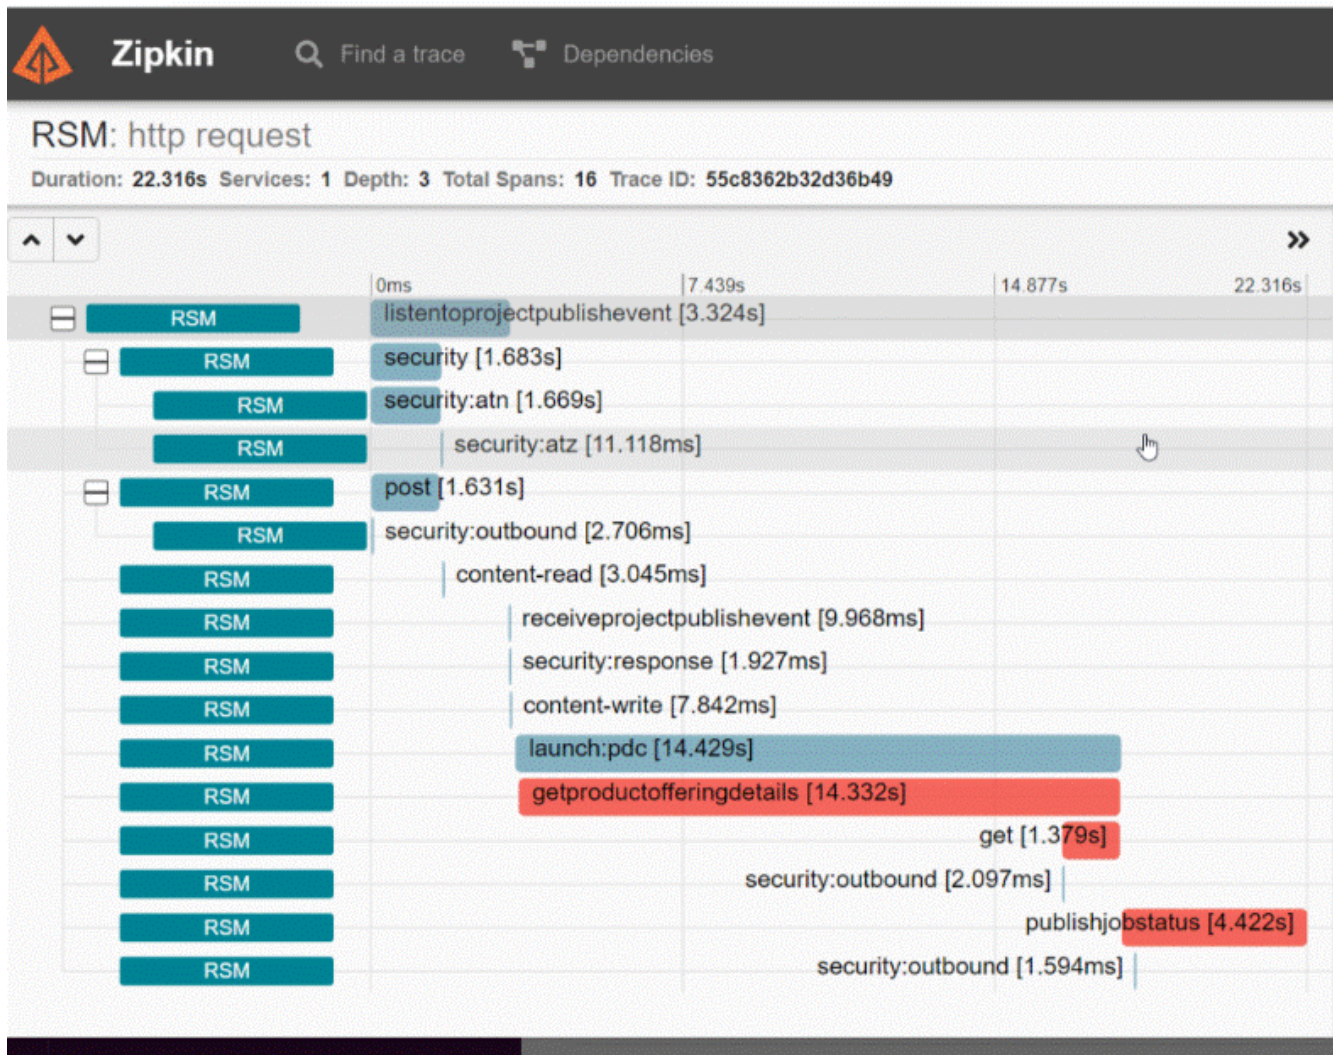 Zipkin Find a trace Dependencies
RSM: http request
Duration: 22.316s Services: 1 Depth: 3 Total Spans: 16 Trace ID: 55c8362b32d36b49
0ms 7.439s 14.877s 22.316s
RSM listentoprojectpublishevent [3.324s]
RSM security [1.683s]
RSM security:atn [1.669s]
RSM security:atz [11.118ms]
RSM post [1.631s]
RSM security:outbound [2.706ms]
RSM content-read [3.045ms]
RSM receiveprojectpublishevent [9.968ms]
RSM security:response [1.927ms]
RSM content-write [7.842ms]
RSM launch:pdc [14.429s]
RSM getproductofferingdetails [14.332s]
RSM get [1.379s]
RSM security:outbound [2.097ms]
RSM publishjobstatus [4.422s]
RSM security:outbound [1.594ms]